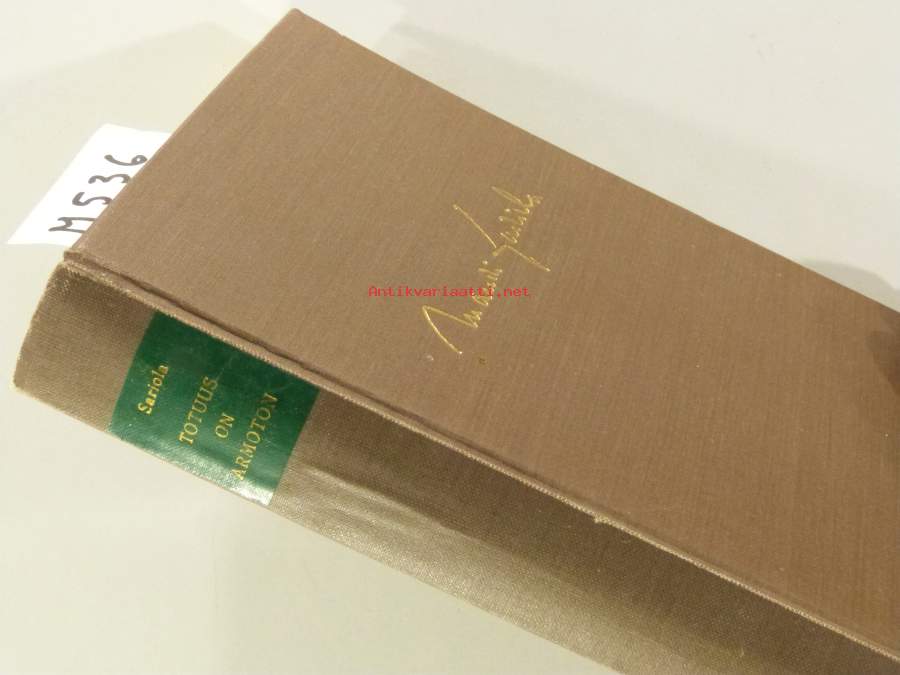 M536
Antikvariaatti.net
Sariola
TOTUUS
ON
ARMOTON